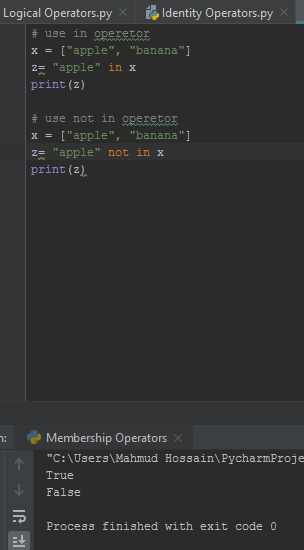 Logical Operators.py × Identity Operators.py ×
# use in operetor
x = ["apple", "banana"]
z= "apple" in x
print(z)
# use not in operetor
x = ["apple", "banana"]
z= "apple" not in x
print(z)
n: Membership Operators ×
"C:\Users\Mahmud Hossain\PycharmProje
True
False
Process finished with exit code 0